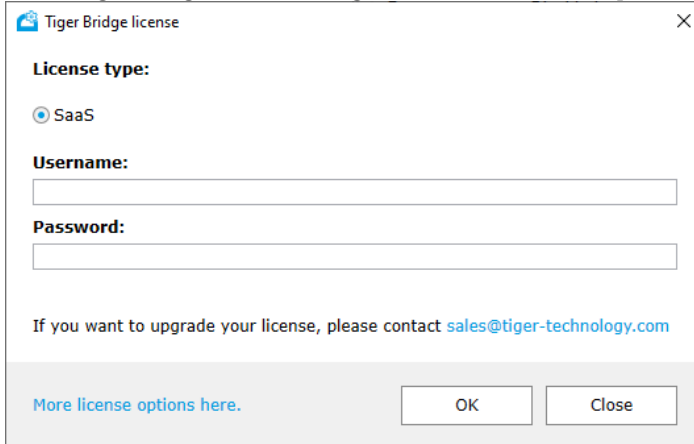 Tiger Bridge license
License type:
SaaS
Username:
Password:
If you want to upgrade your license, please contact sales@tiger-technology.com
More license options here.
OK
Close